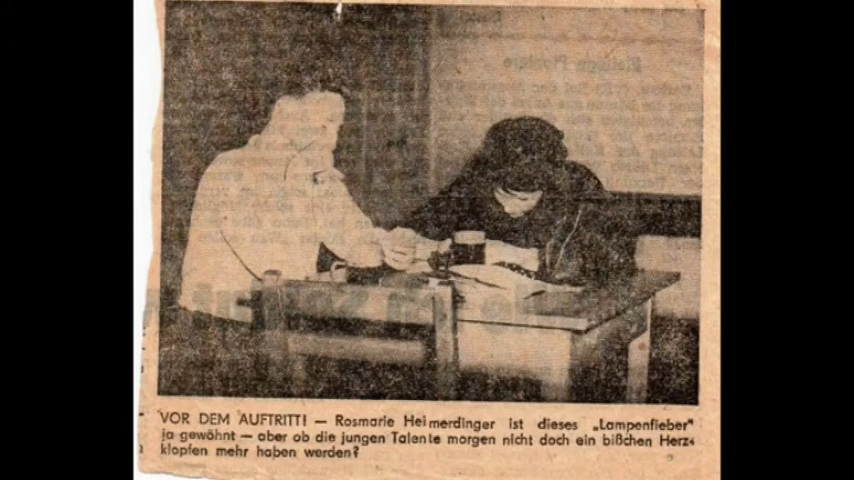 VOR DEM AUFTRITT! — Rosmarie Heimerdinger ist dieses „Lampenfieber"
ja gewöhnt — aber ob die jungen Talente morgen nicht doch ein bißchen Herz-
klopfen mehr haben werden?